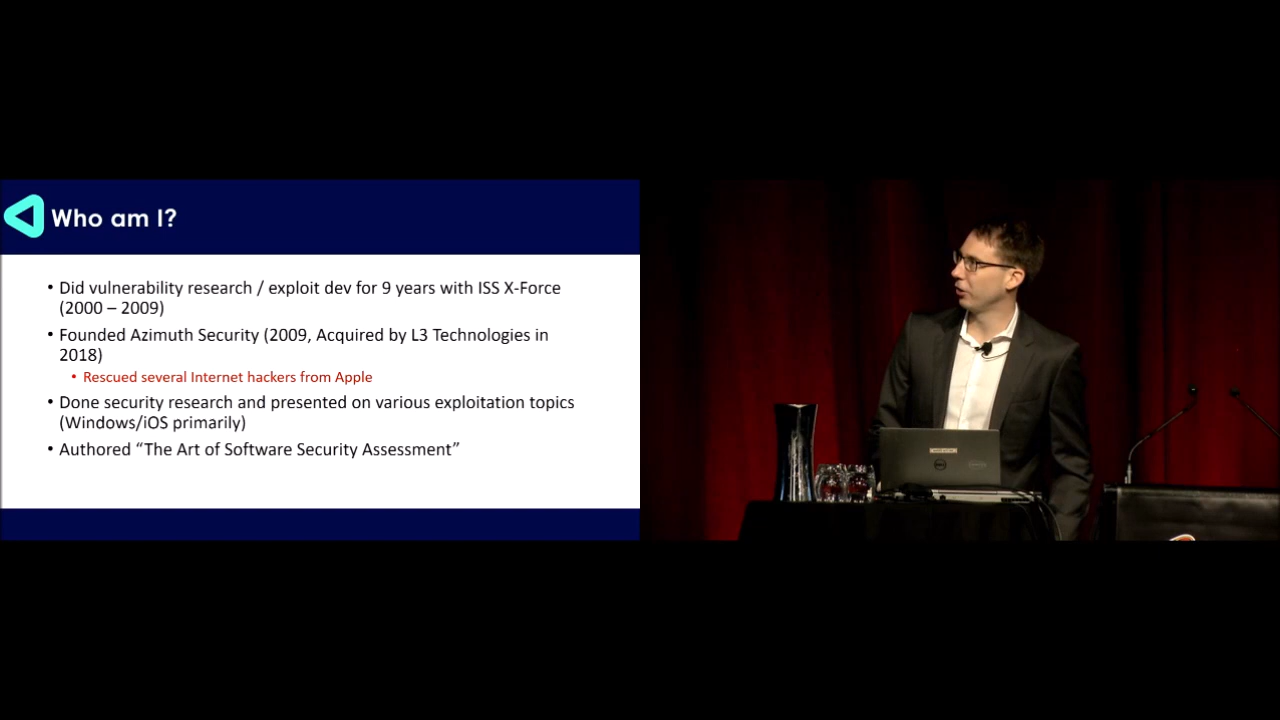 Who am I?
• Did vulnerability research / exploit dev for 9 years with ISS X-Force
(2000 – 2009)
• Founded Azimuth Security (2009, Acquired by L3 Technologies in
2018)
• Rescued several Internet hackers from Apple
• Done security research and presented on various exploitation topics
(Windows/iOS primarily)
• Authored “The Art of Software Security Assessment”